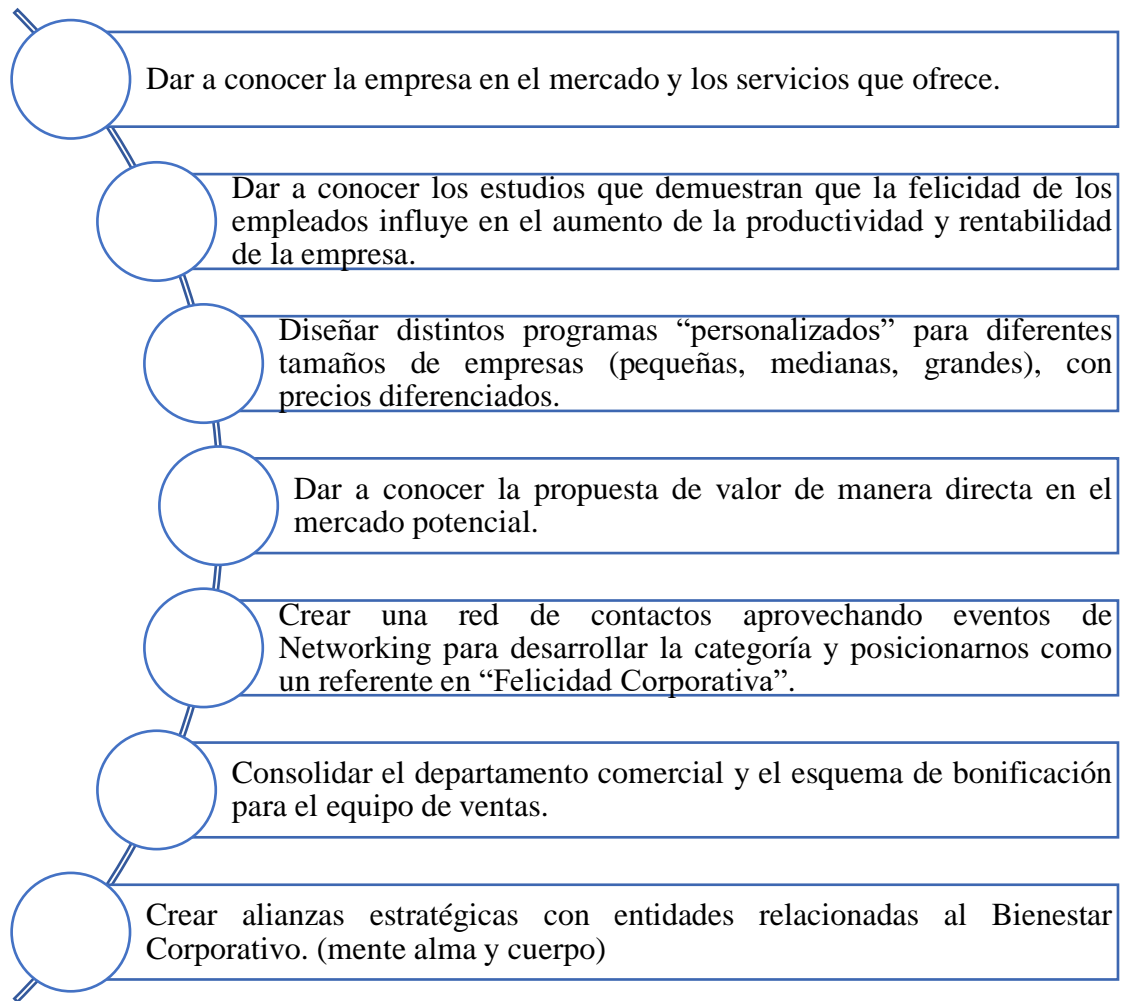 Dar a conocer la empresa en el mercado y los servicios que ofrece.
Dar a conocer los estudios que demuestran que la felicidad de los
empleados influye en el aumento de la productividad y rentabilidad
de la empresa.
Diseñar distintos programas “personalizados” para diferentes
tamaños de empresas (pequeñas, medianas, grandes), con
precios diferenciados.
Dar a conocer la propuesta de valor de manera directa en el
mercado potencial.
Crear una red de contactos aprovechando eventos de
Networking para desarrollar la categoría y posicionarnos como
un referente en “Felicidad Corporativa”.
Consolidar el departamento comercial y el esquema de bonificación
para el equipo de ventas.
Crear alianzas estratégicas con entidades relacionadas al Bienestar
Corporativo. (mente alma y cuerpo)